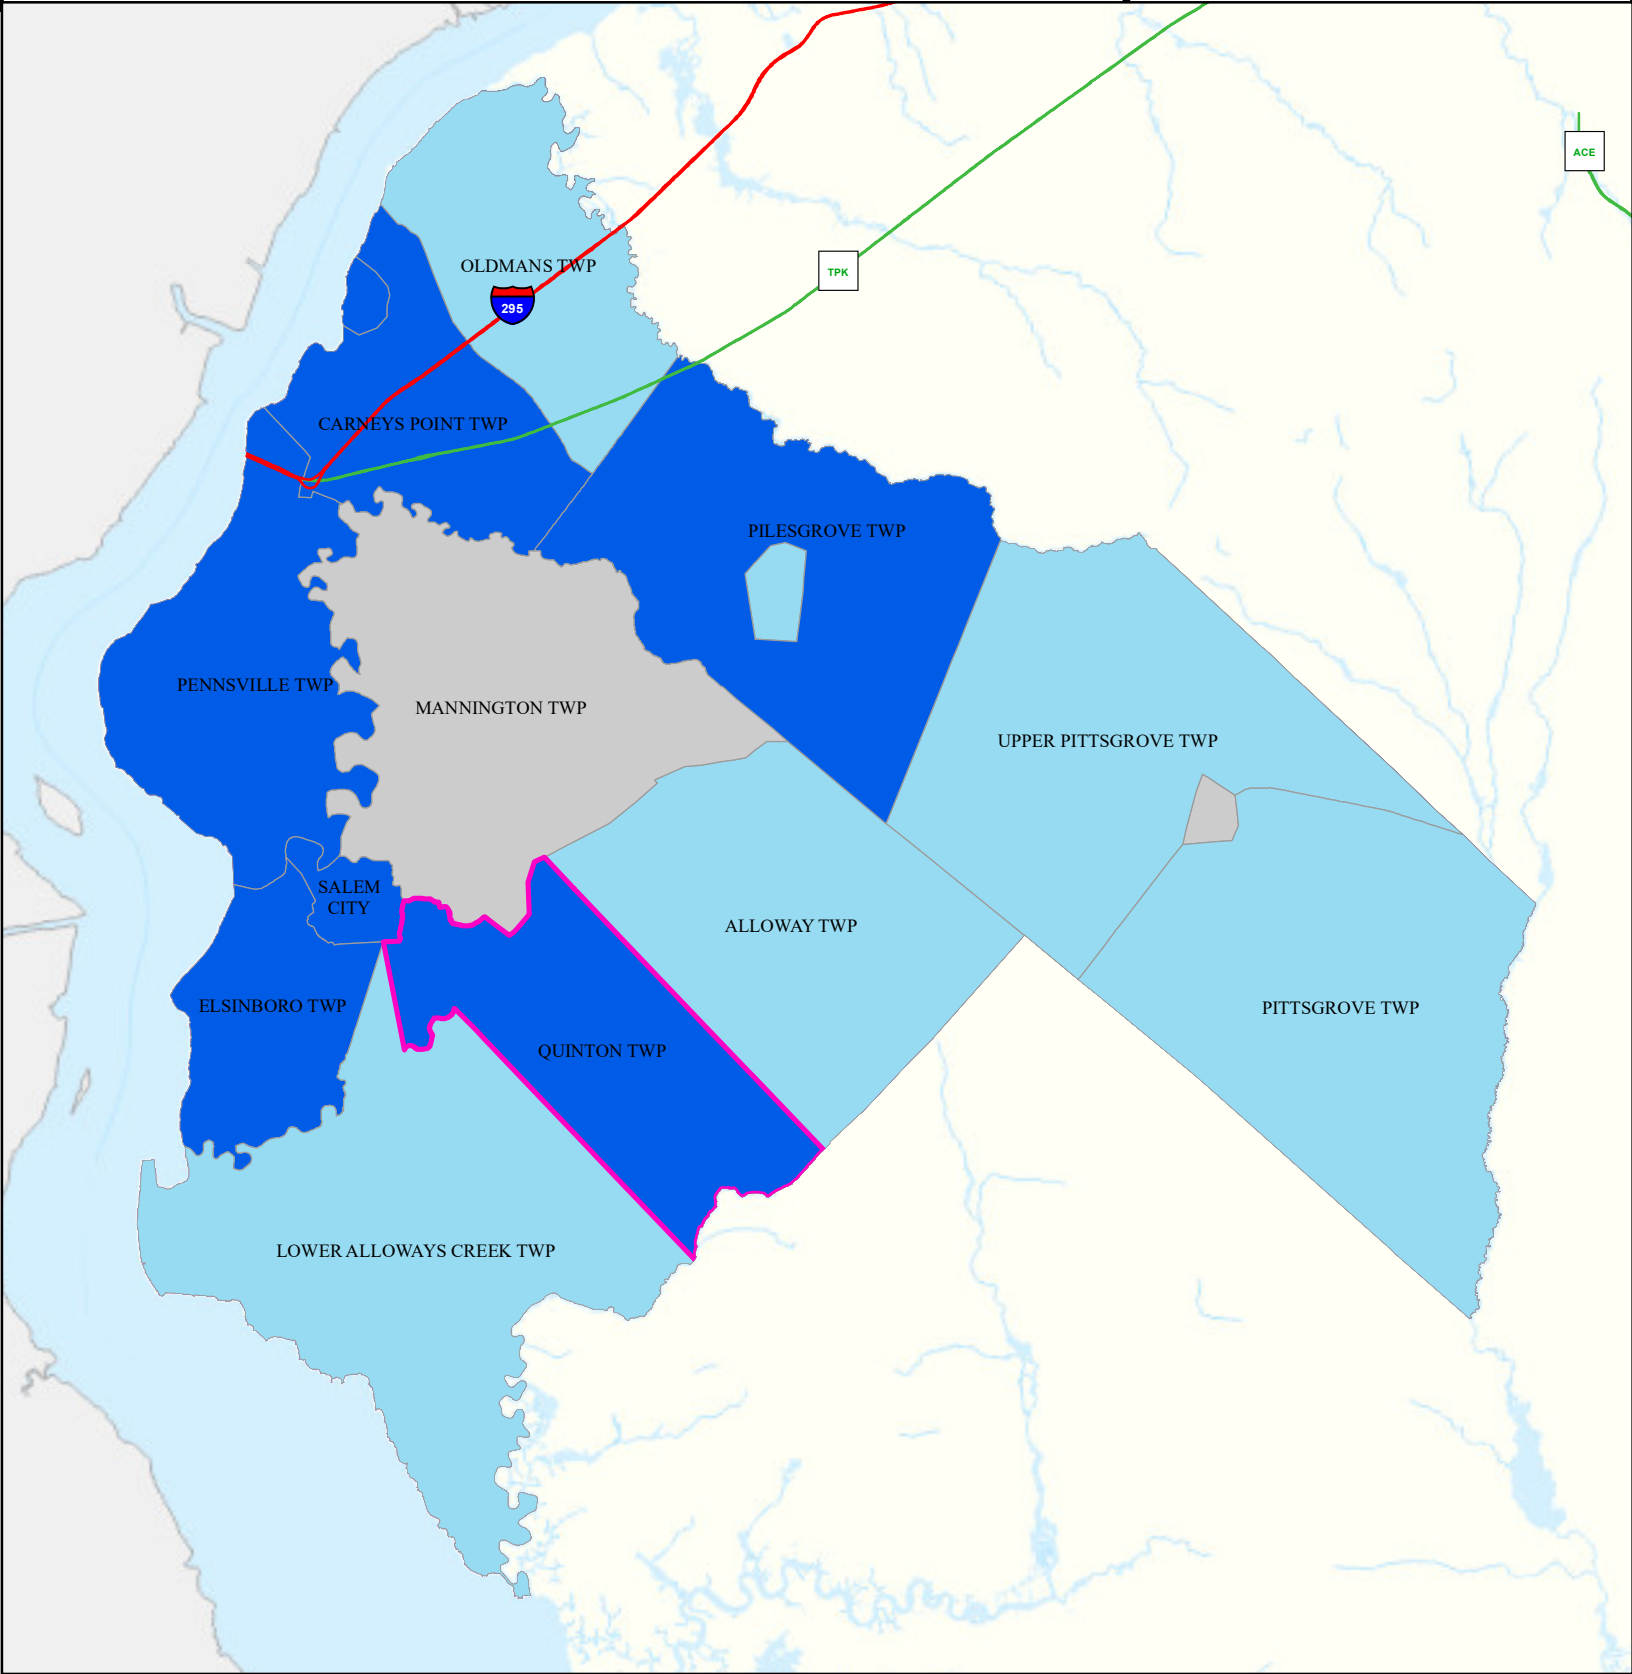 ACE
OLDMANS TWP
TPK
295
CARNEYS POINT TWP
PILESGROVE TWP
PENNSVILLE TWP
MANNINGTON TWP
UPPER PITTSGROVE TWP
SALEM
CITY
ALLOWAY TWP
ELSINBORO TWP
PITTSGROVE TWP
QUINTON TWP
LOWER ALLOWAYS CREEK TWP